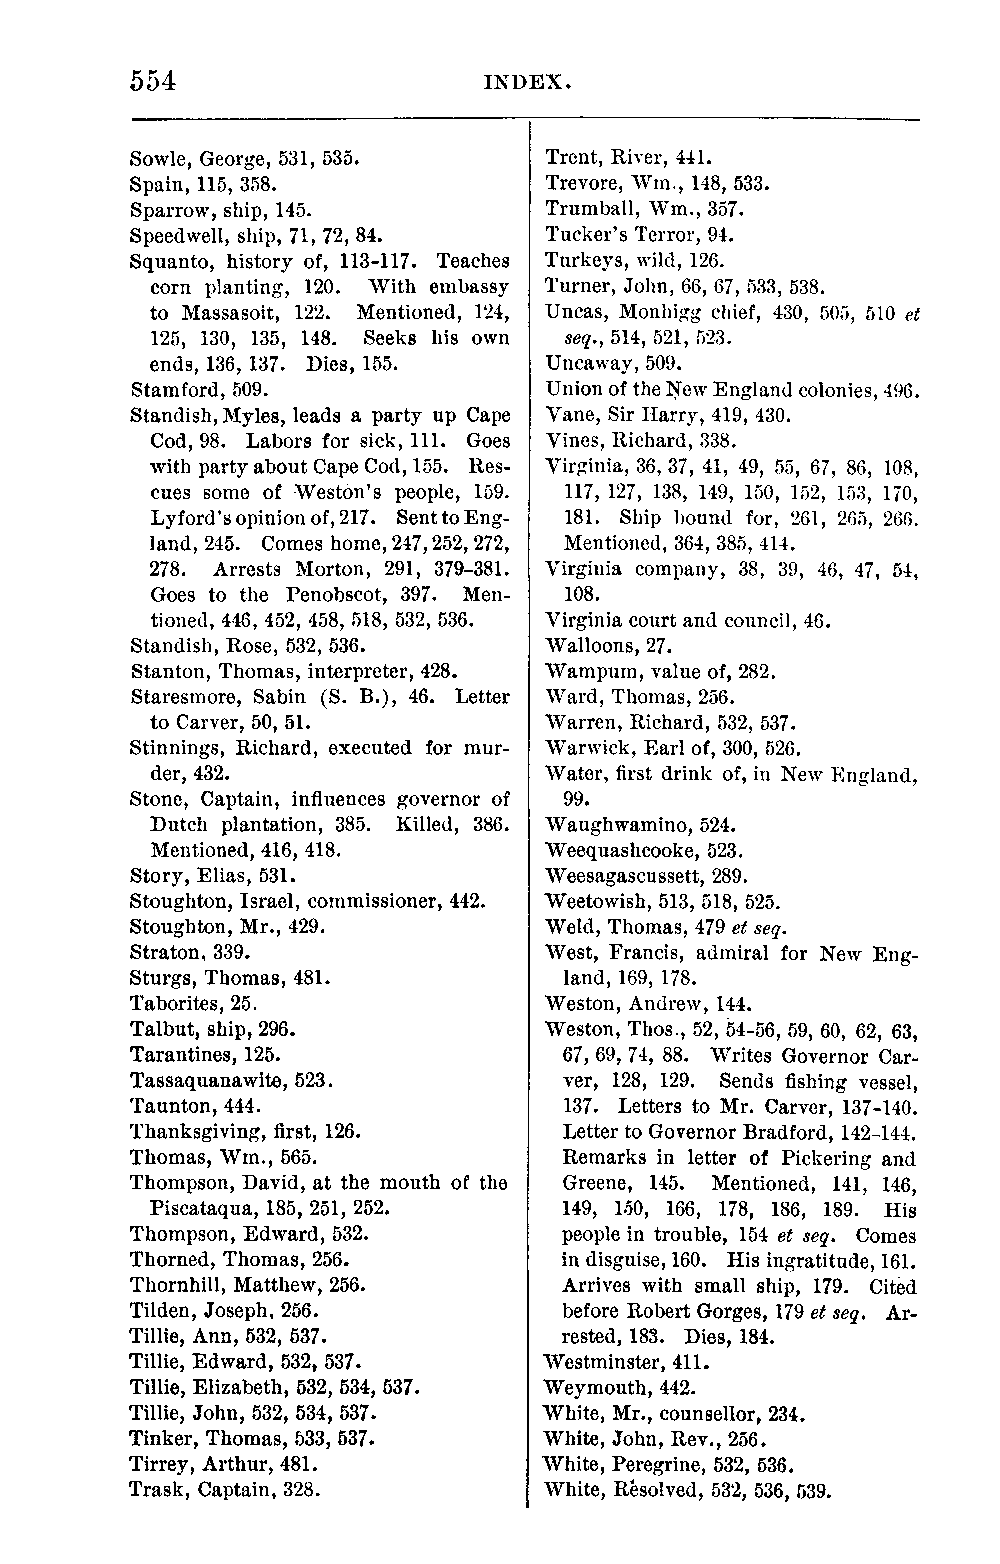 554
INDEX.
Sowle, George, 531, 535.
Spain, 115, 358.
Sparrow, ship, 145.
Speedwell, ship, 71, 72, 84.
Squanto, history of, 113-117. Teaches
corn planting, 120. With embassy
to Massasoit, 122. Mentioned, 124,
125, 130, 135, 148. Seeks his own
ends, 136, 137. Dies, 155.
Stamford, 509.
Standish, Myles, leads a party up Cape
Cod, 98. Labors for sick, 111. Goes
with party about Cape Cod, 155. Res-
cues some of Weston's people, 159.
Lyford's opinion of, 217. Sent to Eng-
land, 245. Comes home, 247, 252, 272,
278. Arrests Morton, 291, 379-381.
Goes to the Penobscot, 397. Men-
tioned, 446, 452, 458, 518, 532, 536.
Standish, Rose, 532, 536.
Stanton, Thomas, interpreter, 428.
Staresmore, Sabin (S. B.), 46. Letter
to Carver, 50, 51.
Stinnings, Richard, executed for mur-
der, 432.
Stone, Captain, influences governor of
Dutch plantation, 385. Killed, 386.
Mentioned, 416, 418.
Story, Elias, 531.
Stoughton, Israel, commissioner, 442.
Stoughton, Mr., 429.
Straton, 339.
Sturgs, Thomas, 481.
Taborites, 25.
Talbut, ship, 296.
Tarantines, 125.
Tassaquanawite, 523.
Taunton, 444.
Thanksgiving, first, 126.
Thomas, Wm., 565.
Thompson, David, at the mouth of the
Piscataqua, 185, 251, 252.
Thompson, Edward, 532.
Thorned, Thomas, 256.
Thornhill, Matthew, 256.
Tilden, Joseph, 256.
Tillie, Ann, 532, 537.
Tillie, Edward, 532, 537.
Tillie, Elizabeth, 532, 534, 537.
Tillie, John, 532, 534, 537.
Tinker, Thomas, 533, 537.
Tirrey, Arthur, 481.
Trask, Captain, 328.
Trent, River, 441.
Trevore, Wm., 148, 533.
Trumball, Wm., 357.
Tucker's Terror, 94.
Turkeys, wild, 126.
Turner, John, 66, 67, 533, 538.
Uncas, Monhigg chief, 430, 505, 510 et
seq., 514, 521, 523.
Uncaway, 509.
Union of the New England colonies, 496.
Vane, Sir Harry, 419, 430.
Vines, Richard, 338.
Virginia, 36, 37, 41, 49, 55, 67, 86, 108,
117, 127, 138, 149, 150, 152, 153, 170,
181. Ship bound for, 261, 265, 266.
Mentioned, 364, 385, 414.
Virginia company, 38, 39, 46, 47, 54,
108.
Virginia court and council, 46.
Walloons, 27.
Wampum, value of, 282.
Ward, Thomas, 256.
Warren, Richard, 532, 537.
Warwick, Earl of, 300, 526.
Water, first drink of, in New England,
99.
Waughwamino, 524.
Weequashcooke, 523.
Weesagascussett, 289.
Weetowish, 513, 518, 525.
Weld, Thomas, 479 et seq.
West, Francis, admiral for New Eng-
land, 169, 178.
Weston, Andrew, 144.
Weston, Thos., 52, 54-56, 59, 60, 62, 63,
67, 69, 74, 88. Writes Governor Car-
ver, 128, 129. Sends fishing vessel,
137. Letters to Mr. Carver, 137-140.
Letter to Governor Bradford, 142-144.
Remarks in letter of Pickering and
Greene, 145. Mentioned, 141, 146,
149, 150, 166, 178, 186, 189. His
people in trouble, 154 et seq. Comes
in disguise, 160. His ingratitude, 161.
Arrives with small ship, 179. Cited
before Robert Gorges, 179 et seq. Ar-
rested, 183. Dies, 184.
Westminster, 411.
Weymouth, 442.
White, Mr., counsellor, 234.
White, John, Rev., 256.
White, Peregrine, 532, 536.
White, Resolved, 532, 536, 539.